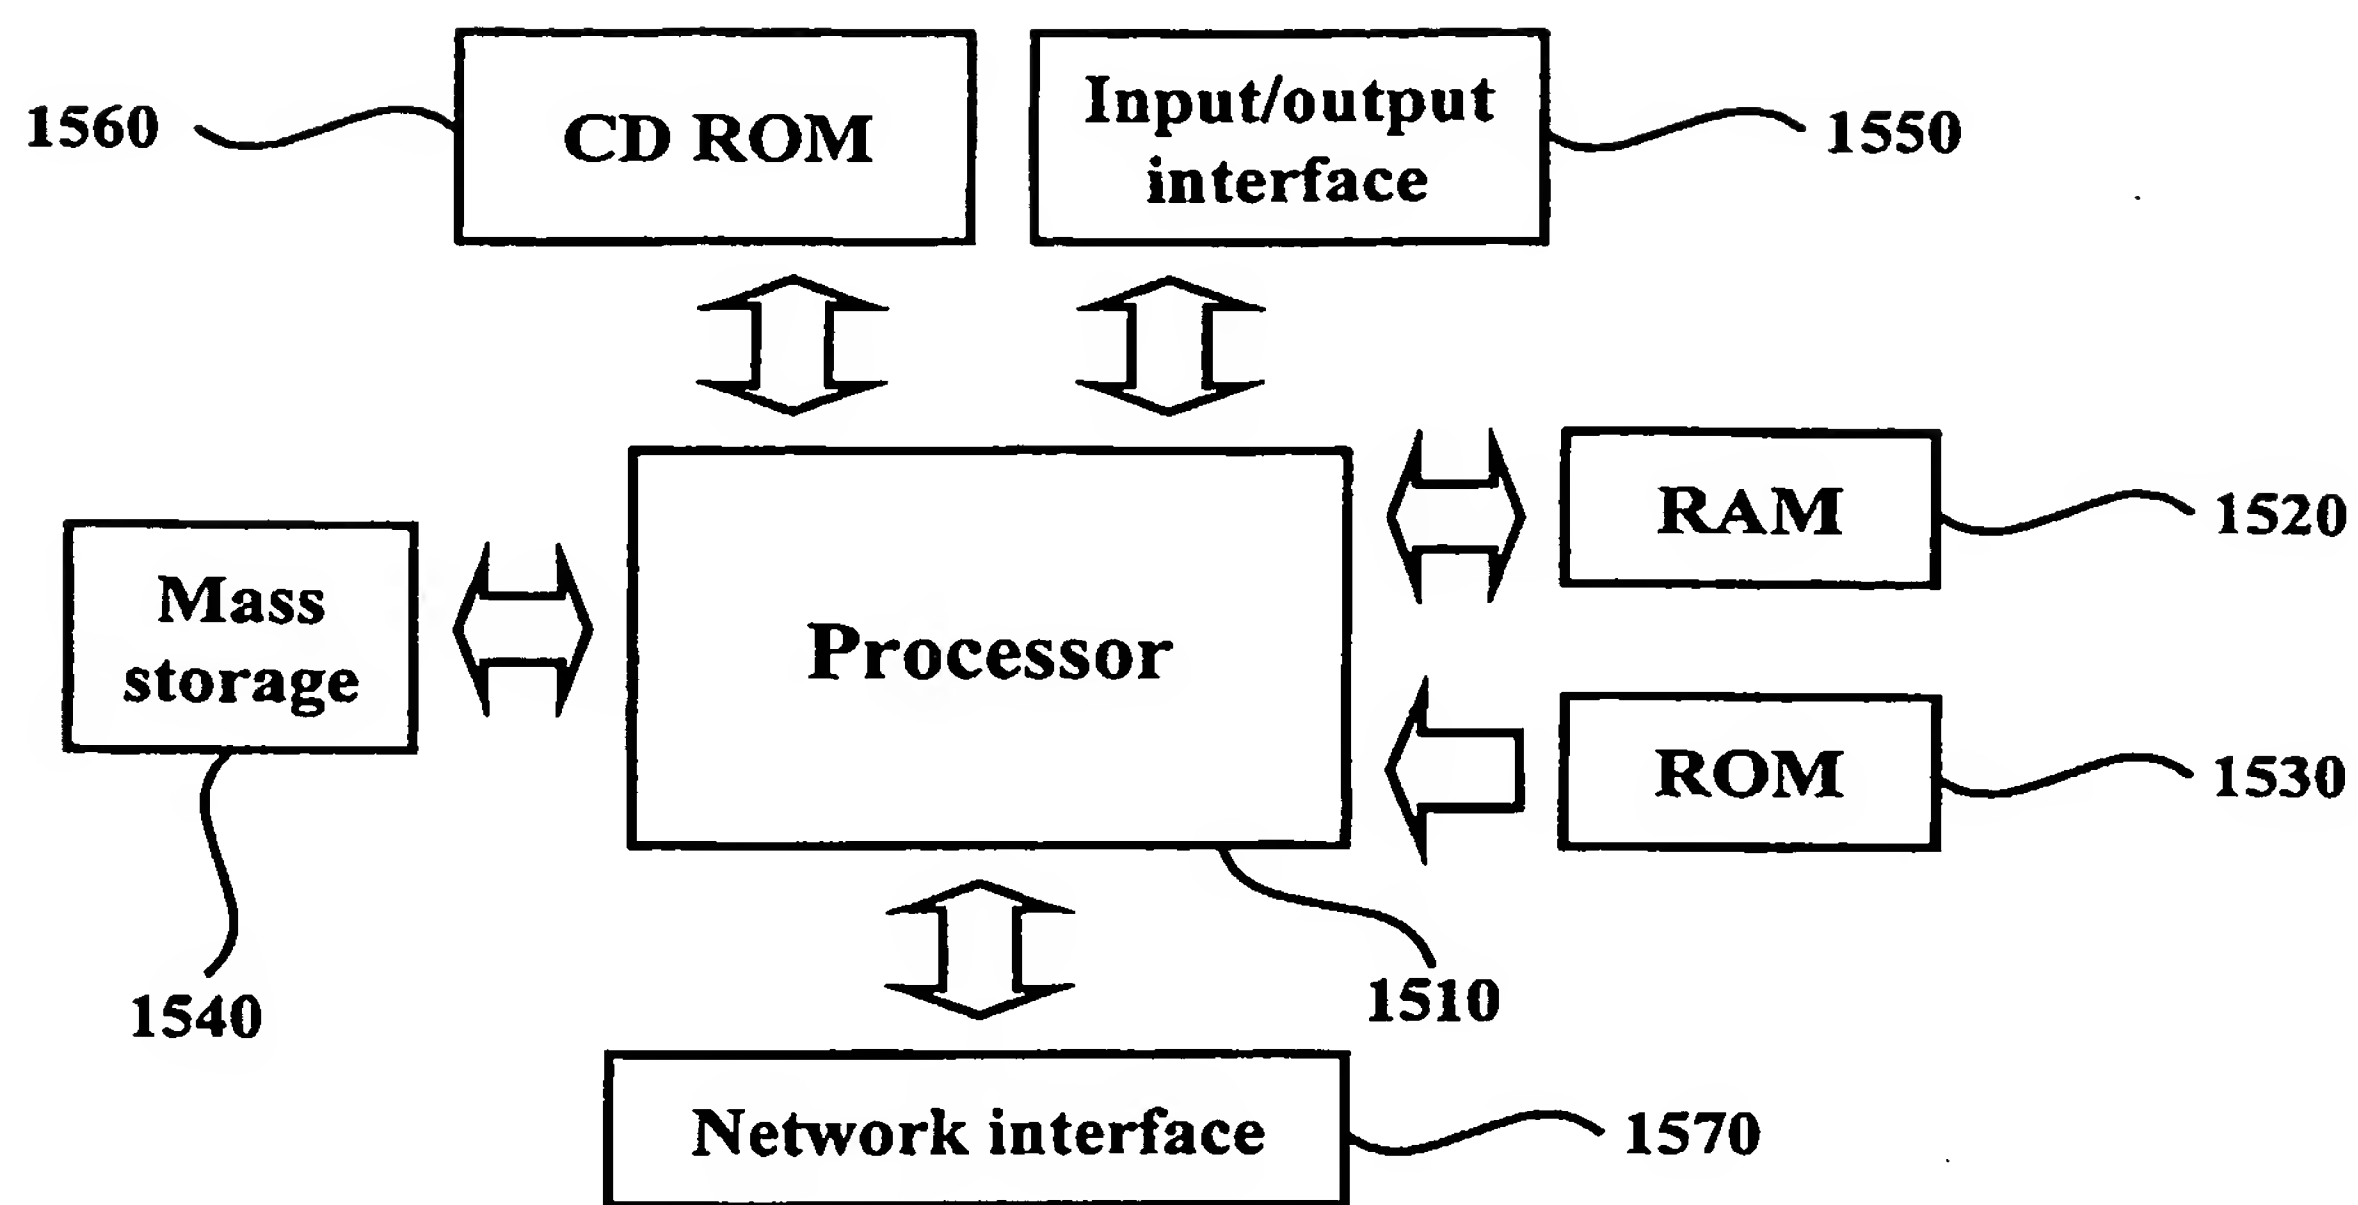 1560
CD ROM
Input/output
interface
1550
RAM
1520
Mass
storage
Processor
ROM
1530
1540
1510
Network interface
1570